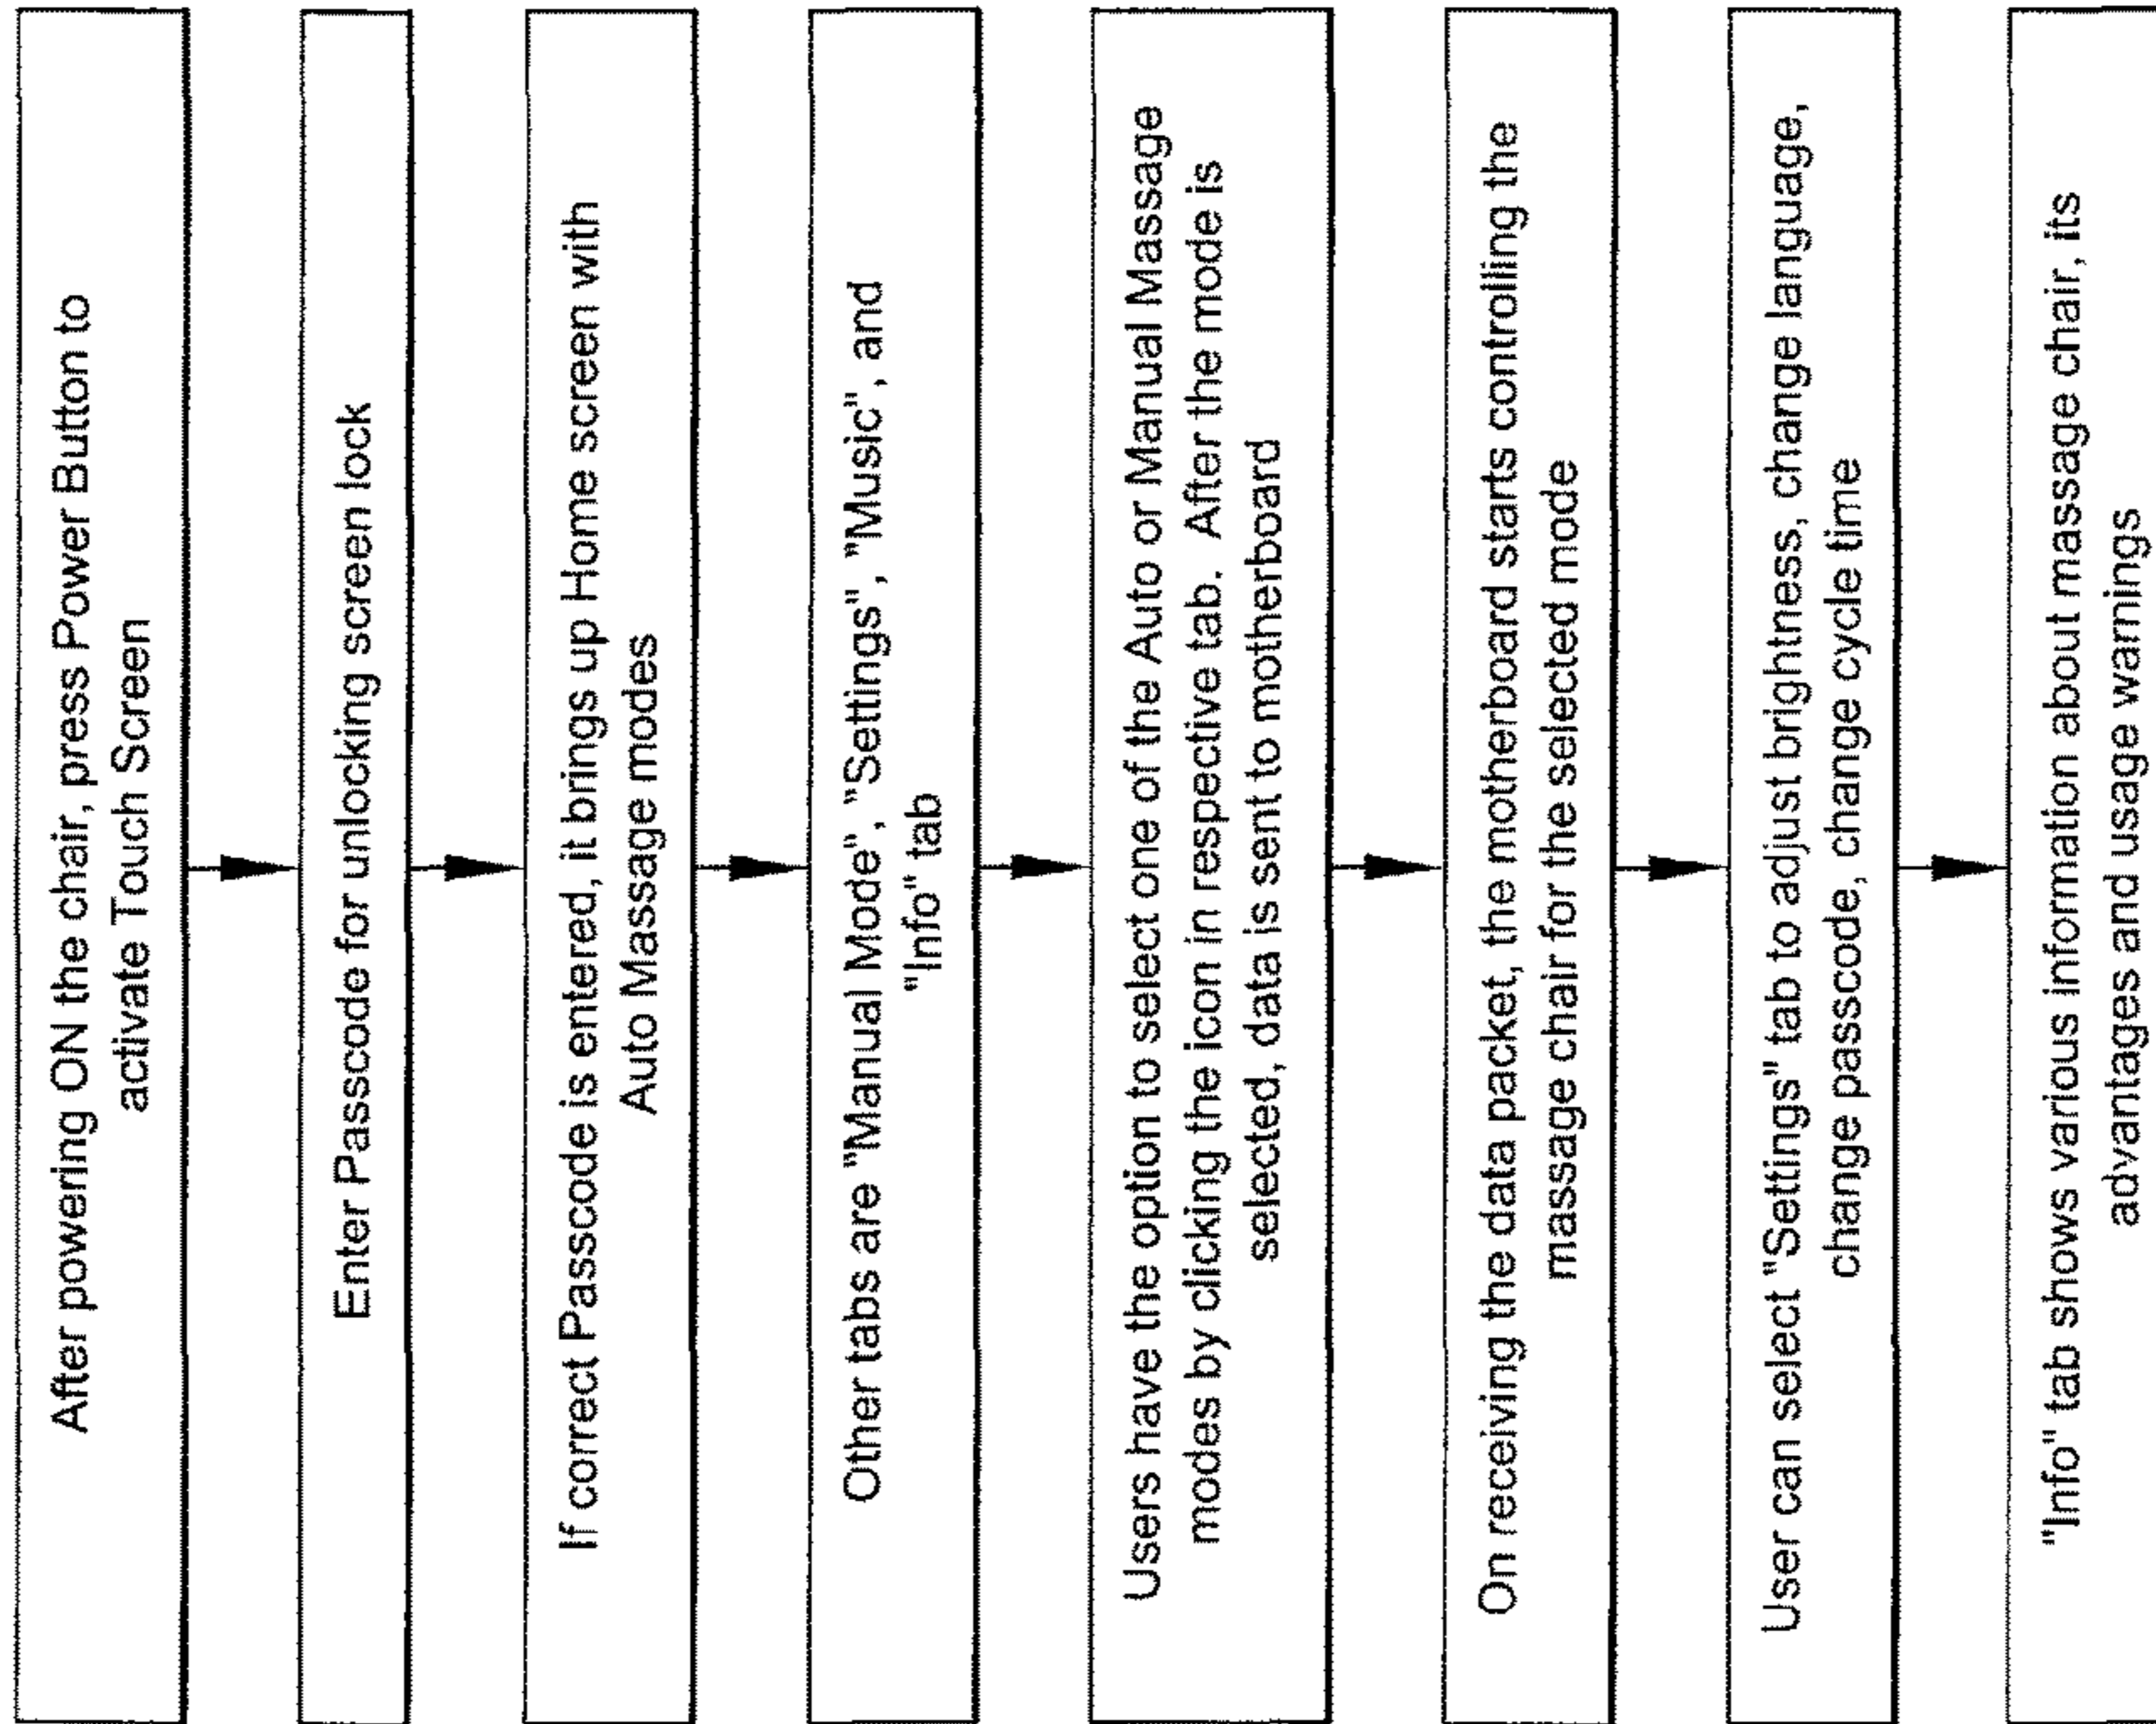 After powering ON the chair, press Power Button to
activate Touch Screen
Enter Passcode for unlocking screen lock
If correct Passcode is entered, it brings up Home screen with
Auto Massage modes
Other tabs are "Manual Mode", "Settings", "Music", and
"Info" tab
Users have the option to select one of the Auto or Manual Massage
modes by clicking the icon in respective tab. After the mode is
selected, data is sent to motherboard
On receiving the data packet, the motherboard starts controlling the
massage chair for the selected mode
User can select "Settings" tab to adjust brightness, change language,
change passcode, change cycle time
"Info" tab shows various information about massage chair, its
advantages and usage warnings